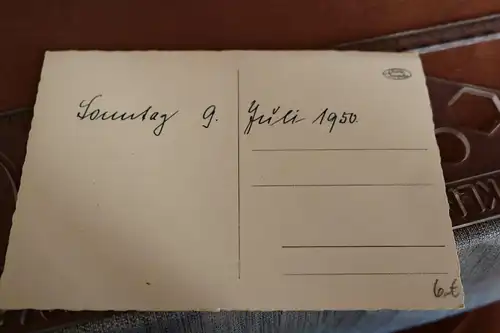 Sonntag 9. Juli 1950.
6,-€